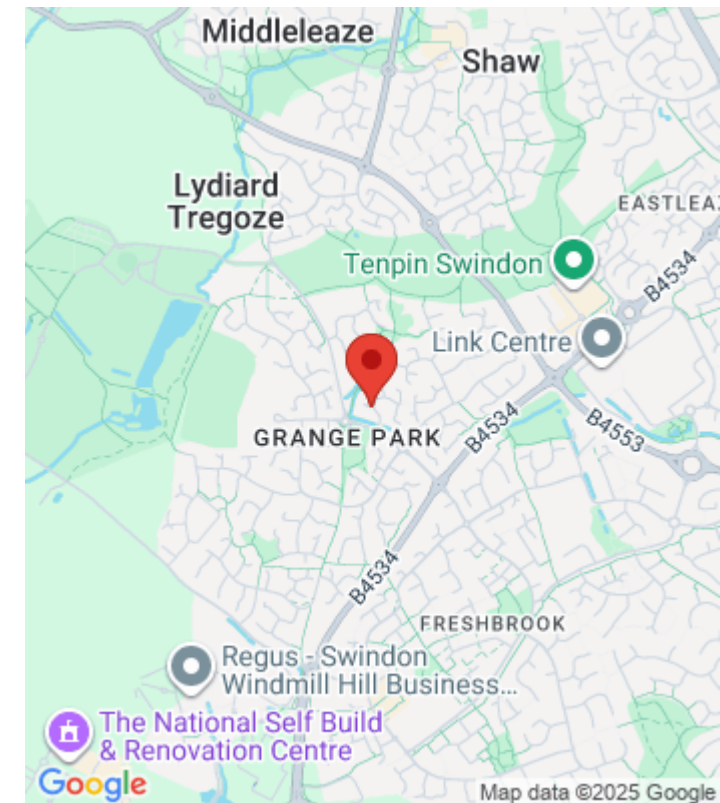 Middleleaze
Shaw
Lydiard
Tregoze
EASTLEA
Tenpin Swindon
B4534
Link Centre
GRANGE PARK
B4534
B4553
B4534
FRESHBROOK
Regus - Swindon
Windmill Hill Business...
The National Self Build
& Renovation Centre
Google
Map data ©2025 Google